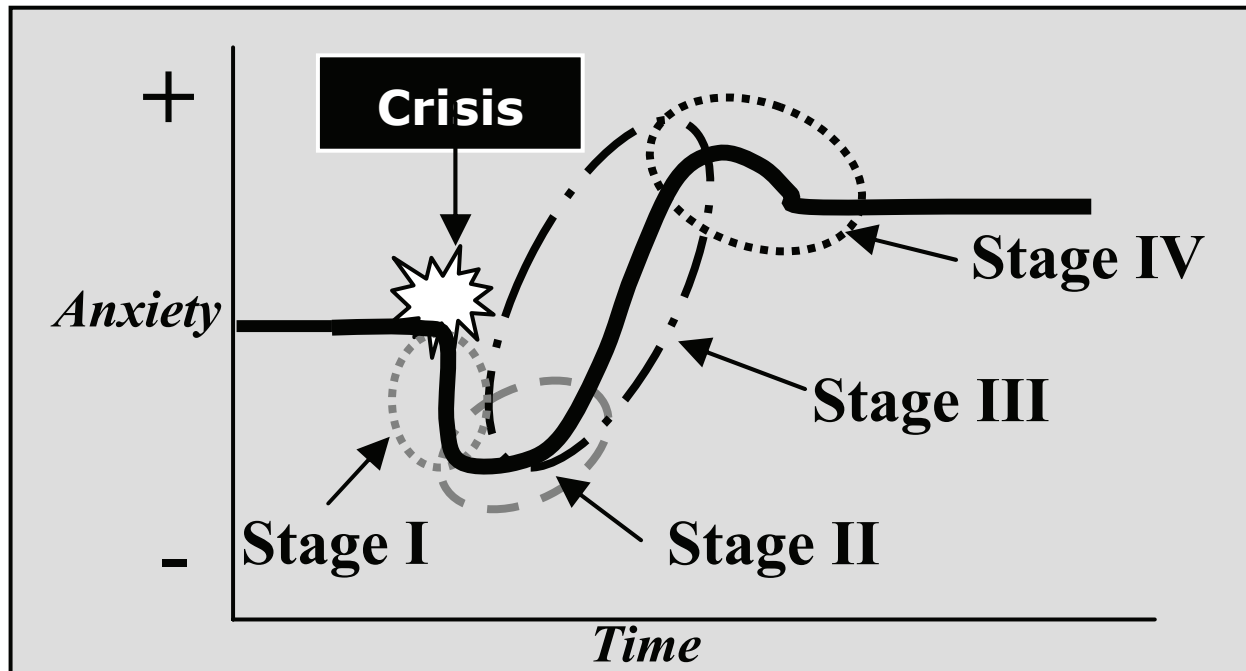 +
Crisis
Anxiety
Stage IV
Stage III
Stage I
Stage II
-
Time